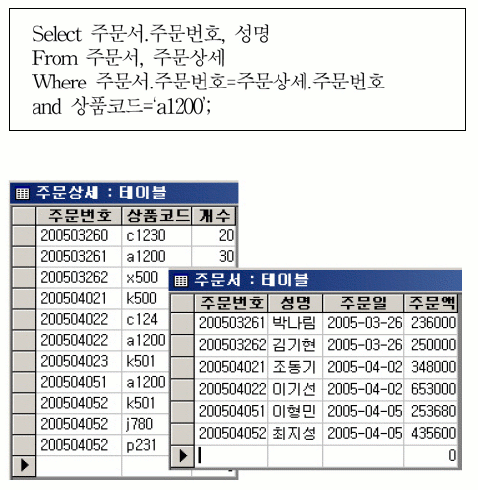 Select 주문서.주문번호, 성명
From 주문서, 주문상세
Where 주문서.주문번호=주문상세.주문번호
and 상품코드='a1200';
주문상세 : 테이블
주문번호 상품코드 개수
200503260 c1230 20
200503261 a1200 30
200503262 x500
200504021 k500
200504022 c124
200504022 a1200
200504023 k501
200504051 a1200
200504052 k501
200504052 j780
200504052 p231
주문서 : 테이블
주문번호 성명 주문일 주문액
200503261 박나림 2005-03-26 236000
200503262 김기현 2005-03-26 250000
200504021 조동기 2005-04-02 348000
200504022 이기선 2005-04-02 653000
200504051 이형민 2005-04-05 253680
200504052 최지성 2005-04-05 435600
0